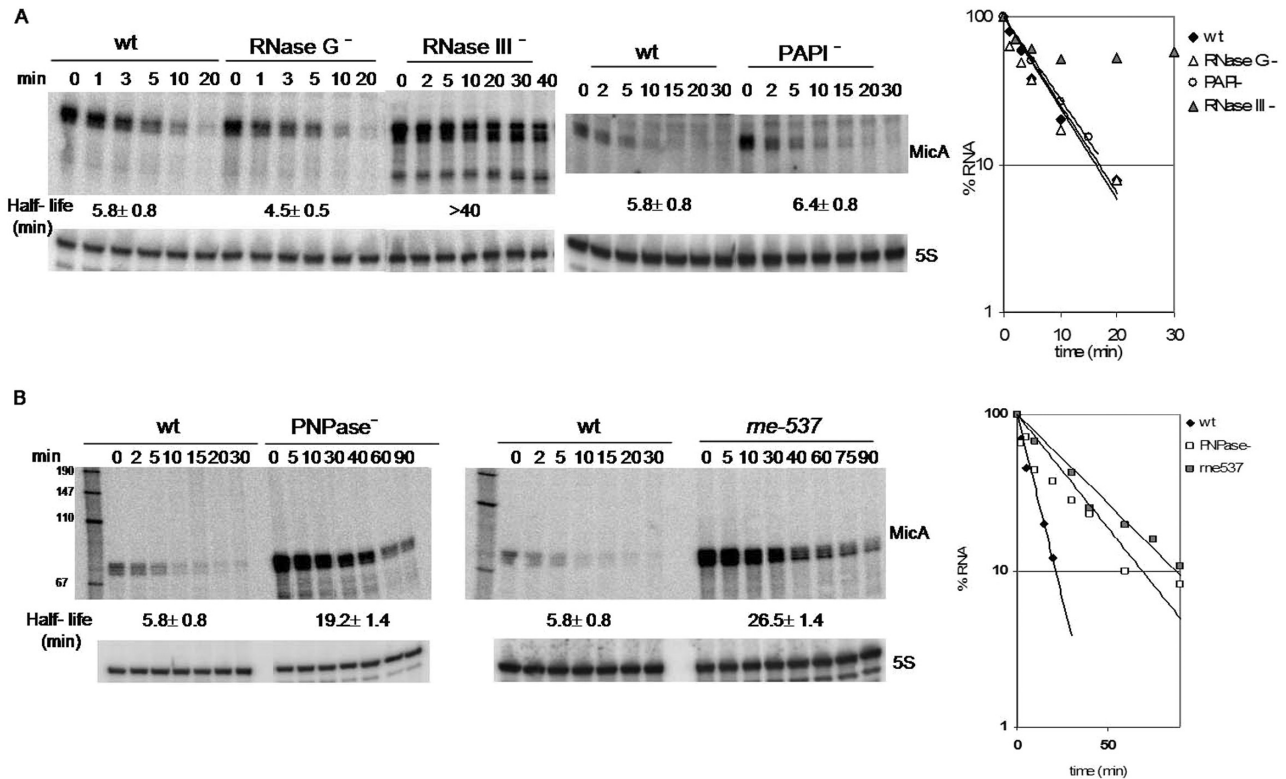 A
wt RNase G⁻ RNase III⁻ wt PAPI⁻
min 0 1 3 5 10 20 0 1 3 5 10 20 0 2 5 10 20 30 40 0 2 5 10 15 20 30 0 2 5 10 15 20 30
MicA
Half- life (min) 5.8± 0.8 4.5± 0.5 >40 5.8± 0.8 6.4± 0.8
5S
100
10
1
% RNA
0 10 20 30
time (min)
wt
RNase G-
PAPI-
RNase III -
B
wt PNPase⁻ wt rne-537
min 0 2 5 10 15 20 30 0 5 10 30 40 60 90 0 2 5 10 15 20 30 0 5 10 30 40 60 75 90
190
147
110
67
MicA
Half- life (min) 5.8± 0.8 19.2± 1.4 5.8± 0.8 26.5± 1.4
5S
100
10
1
% RNA
0 50
time (min)
wt
PNPase-
rne537